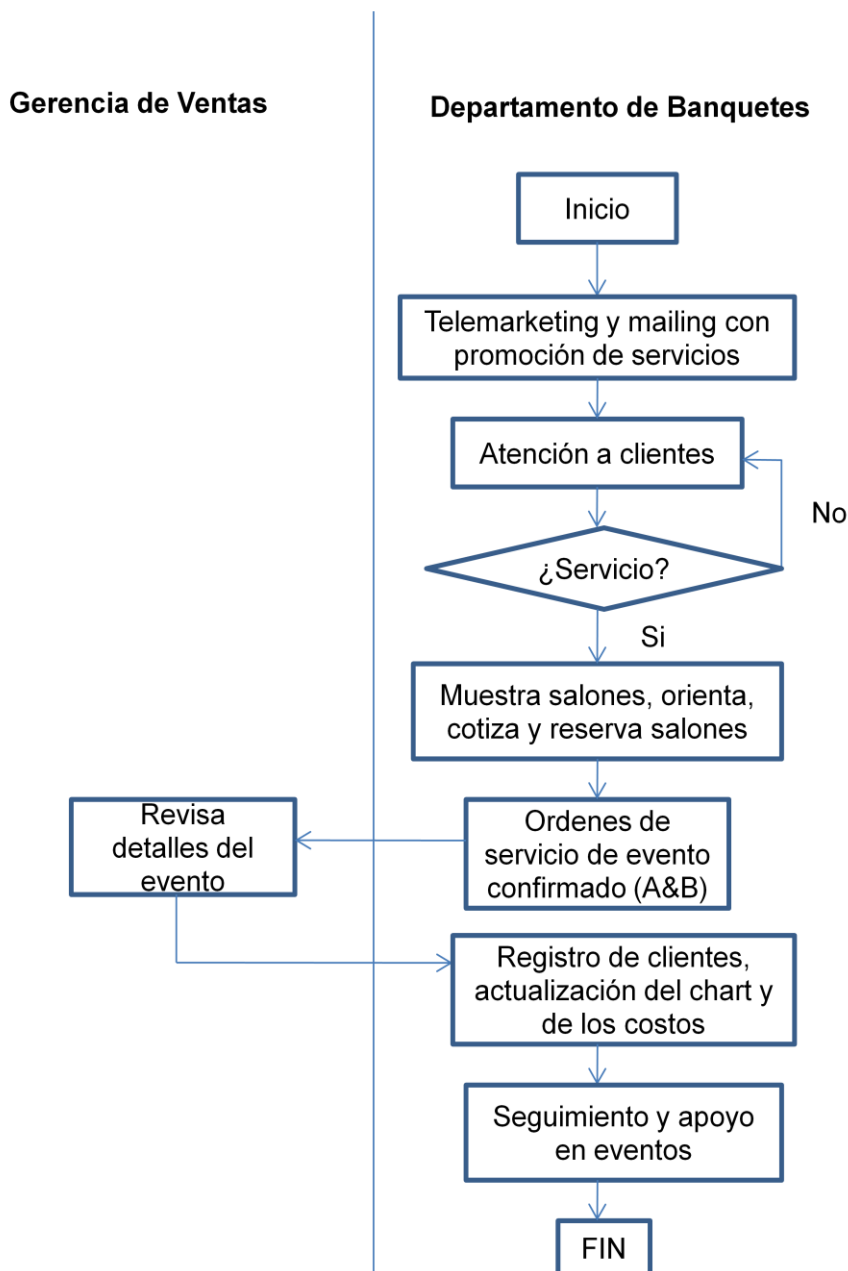 Gerencia de Ventas
Departamento de Banquetes
Inicio
Telemarketing y mailing con
promoción de servicios
Atención a clientes
No
¿Servicio?
Si
Muestra salones, orienta,
cotiza y reserva salones
Revisa
detalles del
evento
Ordenes de
servicio de evento
confirmado (A&B)
Registro de clientes,
actualización del chart y
de los costos
Seguimiento y apoyo
en eventos
FIN